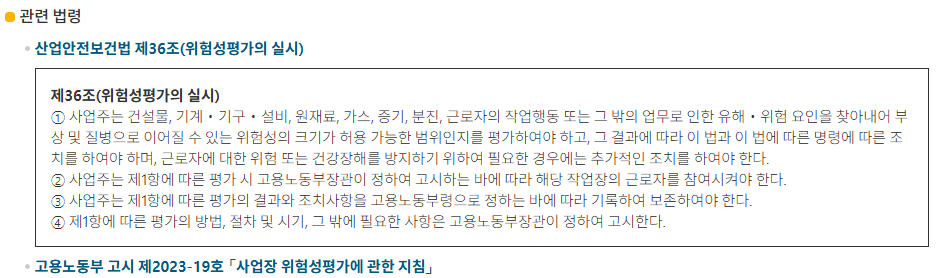 관련 법령
산업안전보건법 제36조(위험성평가의 실시)
제36조(위험성평가의 실시)
① 사업주는 건설물, 기계・기구・설비, 원재료, 가스, 증기, 분진, 근로자의 작업행동 또는 그 밖의 업무로 인한 유해・위험 요인을 찾아내어 부
상 및 질병으로 이어질 수 있는 위험성의 크기가 허용 가능한 범위인지를 평가하여야 하고, 그 결과에 따라 이 법과 이 법에 따른 명령에 따른 조
치를 하여야 하며, 근로자에 대한 위험 또는 건강장해를 방지하기 위하여 필요한 경우에는 추가적인 조치를 하여야 한다.
② 사업주는 제1항에 따른 평가 시 고용노동부장관이 정하여 고시하는 바에 따라 해당 작업장의 근로자를 참여시켜야 한다.
③ 사업주는 제1항에 따른 평가의 결과와 조치사항을 고용노동부령으로 정하는 바에 따라 기록하여 보존하여야 한다.
④ 제1항에 따른 평가의 방법, 절차 및 시기, 그 밖에 필요한 사항은 고용노동부장관이 정하여 고시한다.
고용노동부 고시 제2023-19호 「사업장 위험성평가에 관한 지침」